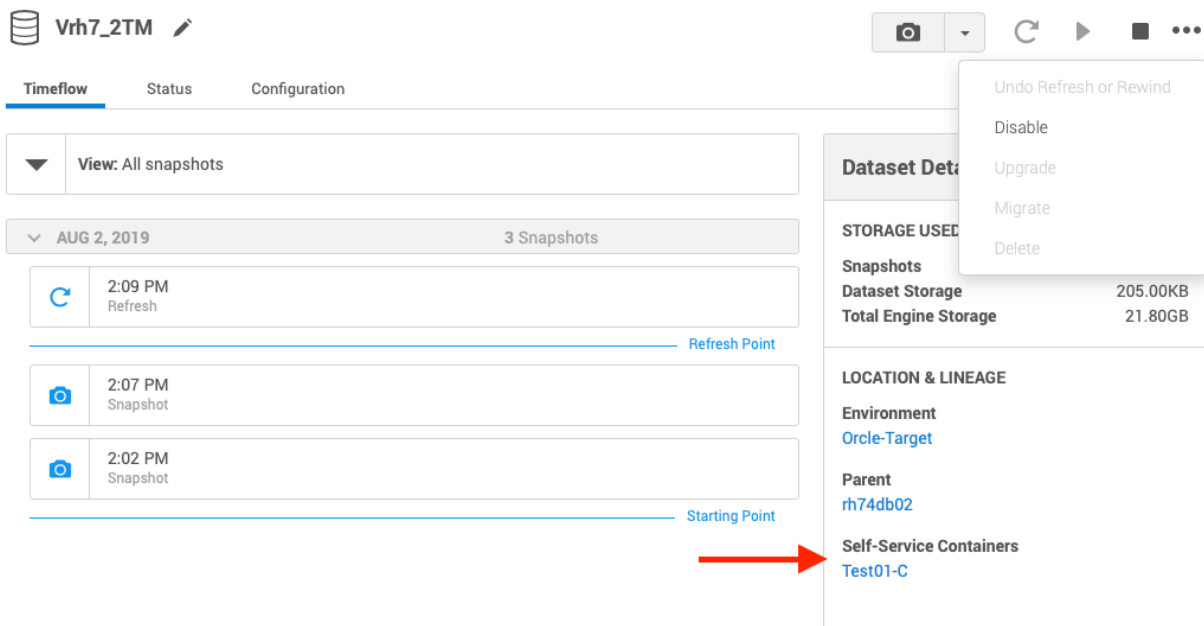 Vrh7_2TM
Timeflow Status Configuration
Undo Refresh or Rewind
Disable
Upgrade
Migrate
Delete
View: All snapshots
AUG 2, 2019 3 Snapshots
2:09 PM
Refresh
Refresh Point
2:07 PM
Snapshot
2:02 PM
Snapshot
Starting Point
Dataset Deta
STORAGE USED
Snapshots
Dataset Storage 205.00KB
Total Engine Storage 21.80GB
LOCATION & LINEAGE
Environment
Orcle-Target
Parent
rh74db02
Self-Service Containers
Test01-C